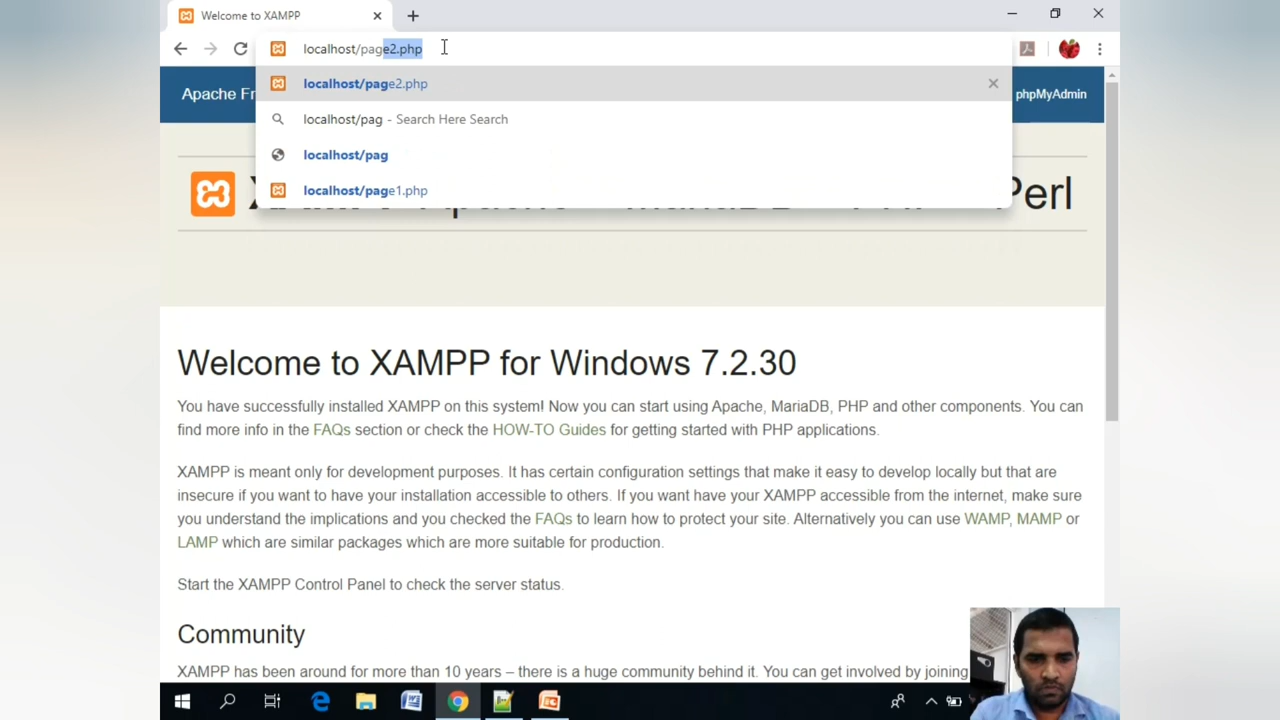 Welcome to XAMPP
localhost/page2.php
localhost/page2.php
localhost/pag - Search Here Search
localhost/pag
localhost/page1.php
Apache Fr
phpMyAdmin
Perl
Welcome to XAMPP for Windows 7.2.30
You have successfully installed XAMPP on this system! Now you can start using Apache, MariaDB, PHP and other components. You can
find more info in the FAQs section or check the HOW-TO Guides for getting started with PHP applications.
XAMPP is meant only for development purposes. It has certain configuration settings that make it easy to develop locally but that are
insecure if you want to have your installation accessible to others. If you want have your XAMPP accessible from the internet, make sure
you understand the implications and you checked the FAQs to learn how to protect your site. Alternatively you can use WAMP, MAMP or
LAMP which are similar packages which are more suitable for production.
Start the XAMPP Control Panel to check the server status.
Community
XAMPP has been around for more than 10 years – there is a huge community behind it. You can get involved by joining